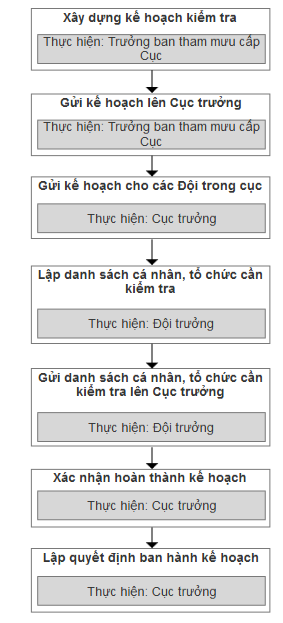 Xây dựng kế hoạch kiểm tra
Thực hiện: Trưởng ban tham mưu cấp
Cục
Gửi kế hoạch lên Cục trưởng
Thực hiện: Trưởng ban tham mưu cấp
Cục
Gửi kế hoạch cho các Đội trong cục
Thực hiện: Cục trưởng
Lập danh sách cá nhân, tổ chức cần
kiểm tra
Thực hiện: Đội trưởng
Gửi danh sách cá nhân, tổ chức cần
kiểm tra lên Cục trưởng
Thực hiện: Đội trưởng
Xác nhận hoàn thành kế hoạch
Thực hiện: Cục trưởng
Lập quyết định ban hành kế hoạch
Thực hiện: Cục trưởng